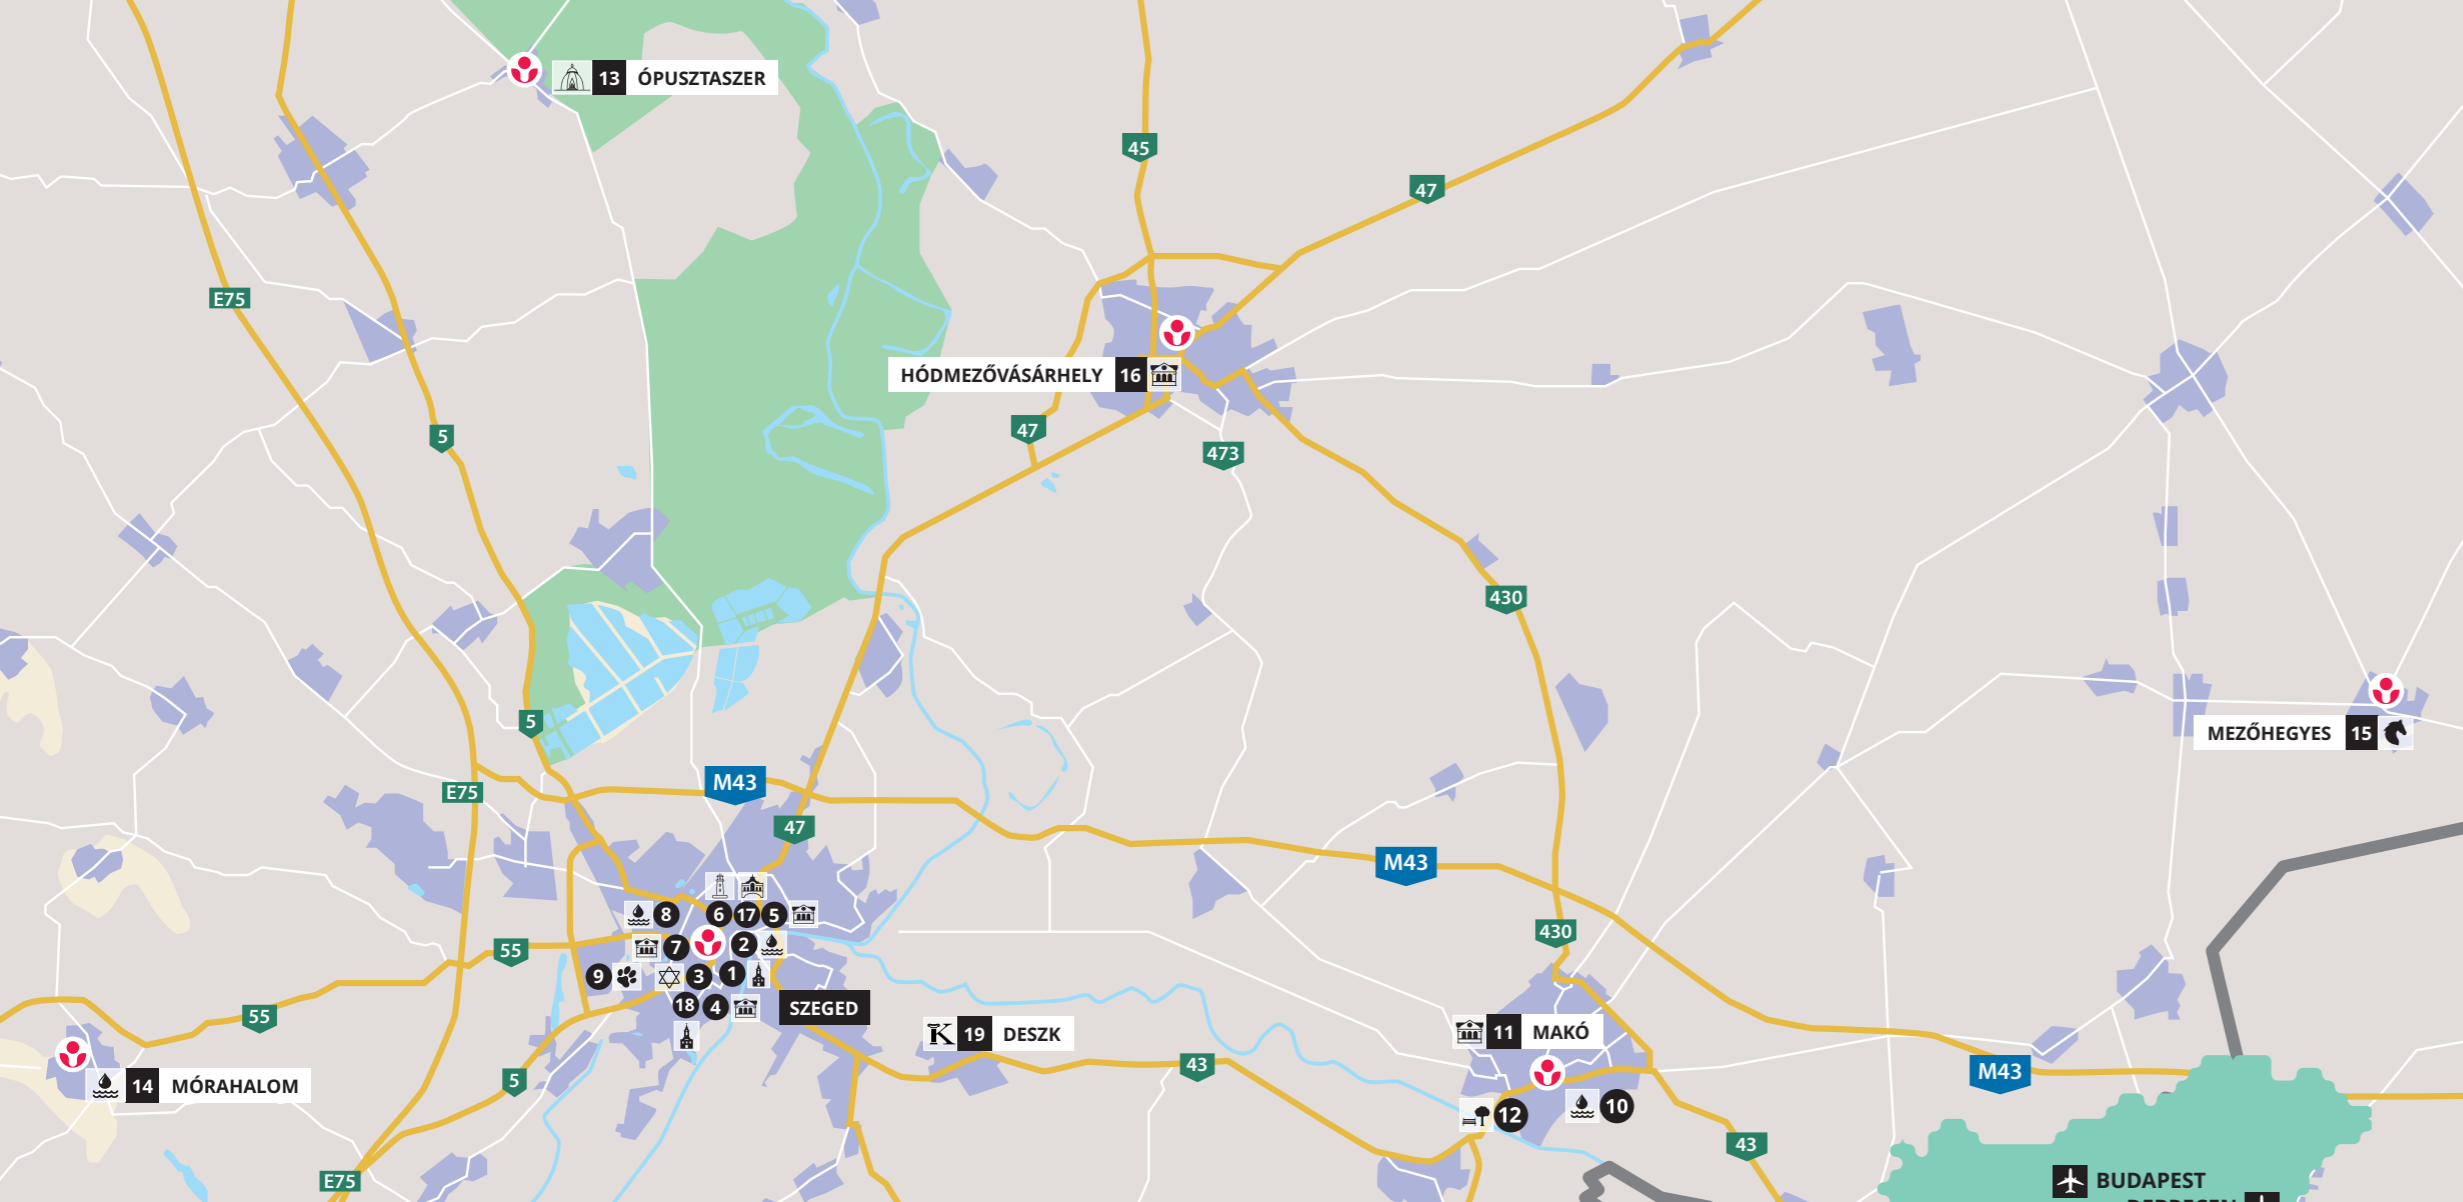 13 ÓPUSZTASZER
45
47
E75
HÓDMEZŐVÁSÁRHELY 16
47
5
473
430
5
MEZŐHEGYES 15
M43
E75
47
M43
8
6 17 5
430
7
2
55
9
3
1
18 4
SZEGED
55
19 DESZK
11 MAKÓ
43
M43
5
14 MÓRAHALOM
12
10
43
E75
BUDAPEST
DEBRECEN